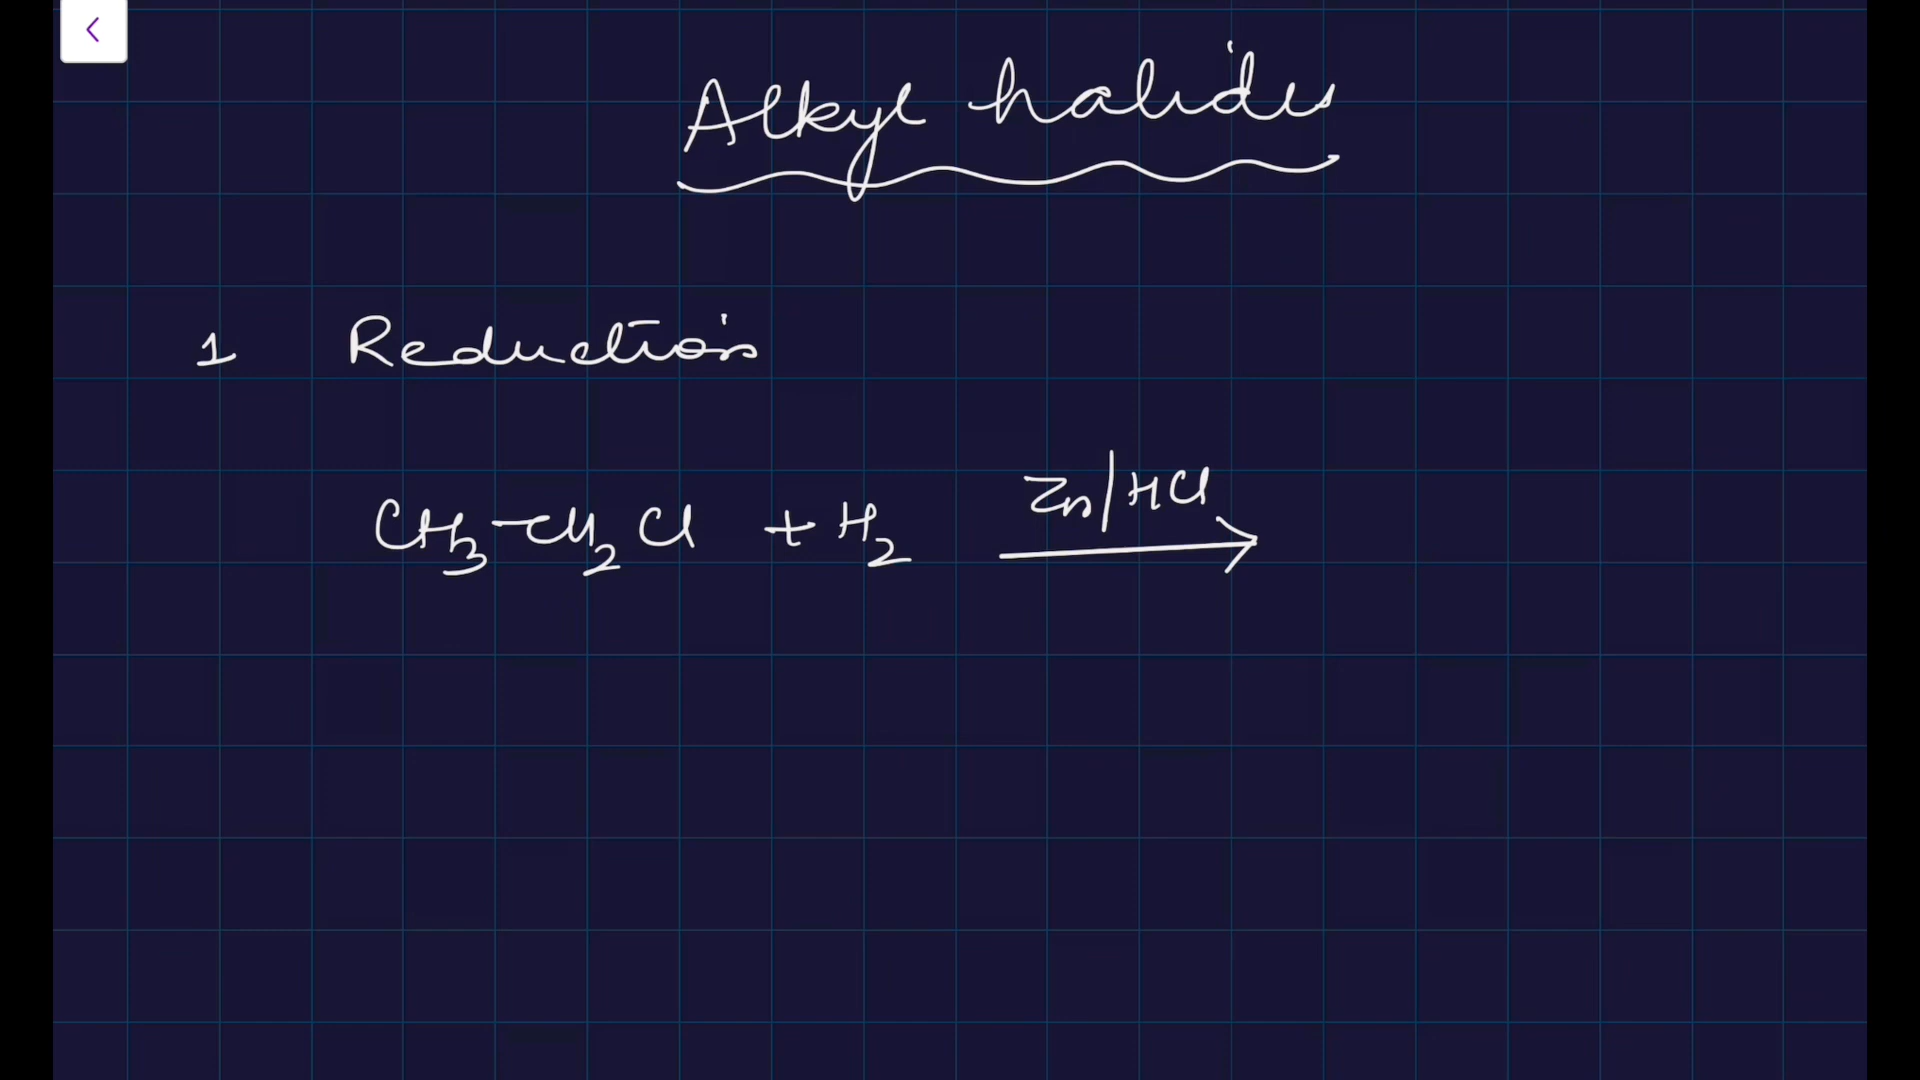 Alkyl halides
1 Reduction
CH3-CH2Cl + H2 Zn/HCl →